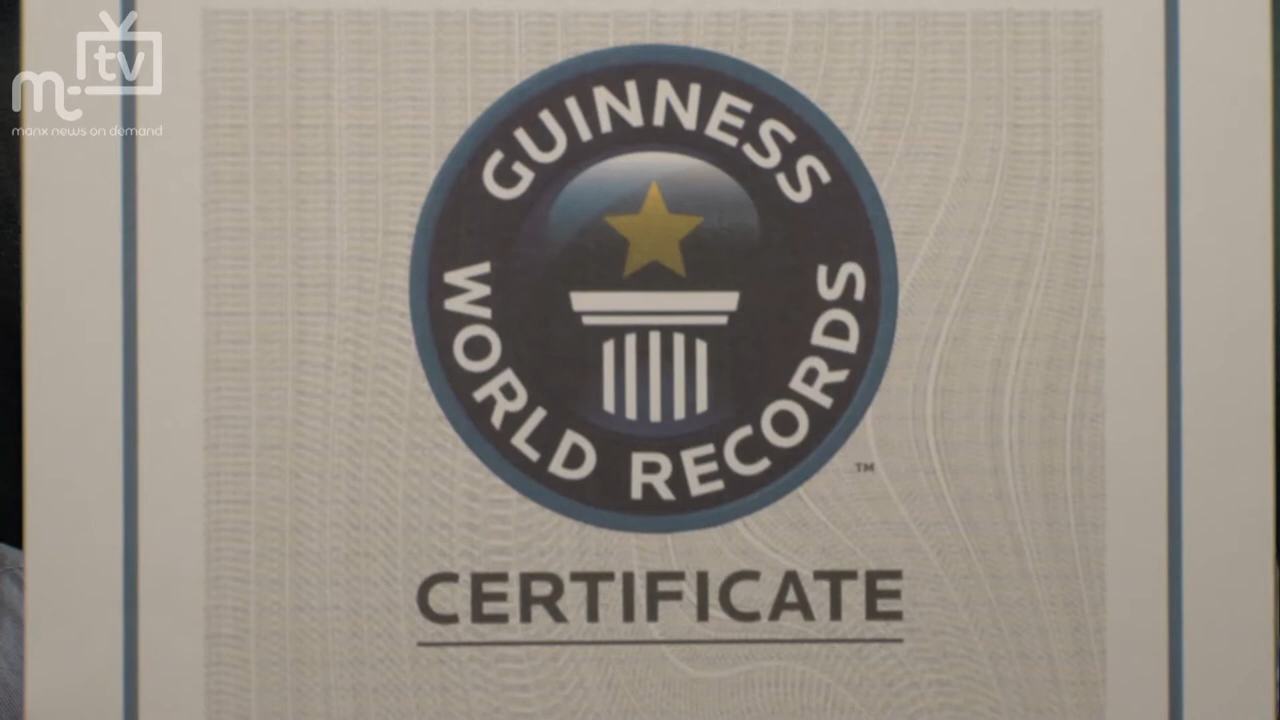 tv
m:
manx news on demand
GUINNESS
WORLD RECORDS
™
CERTIFICATE